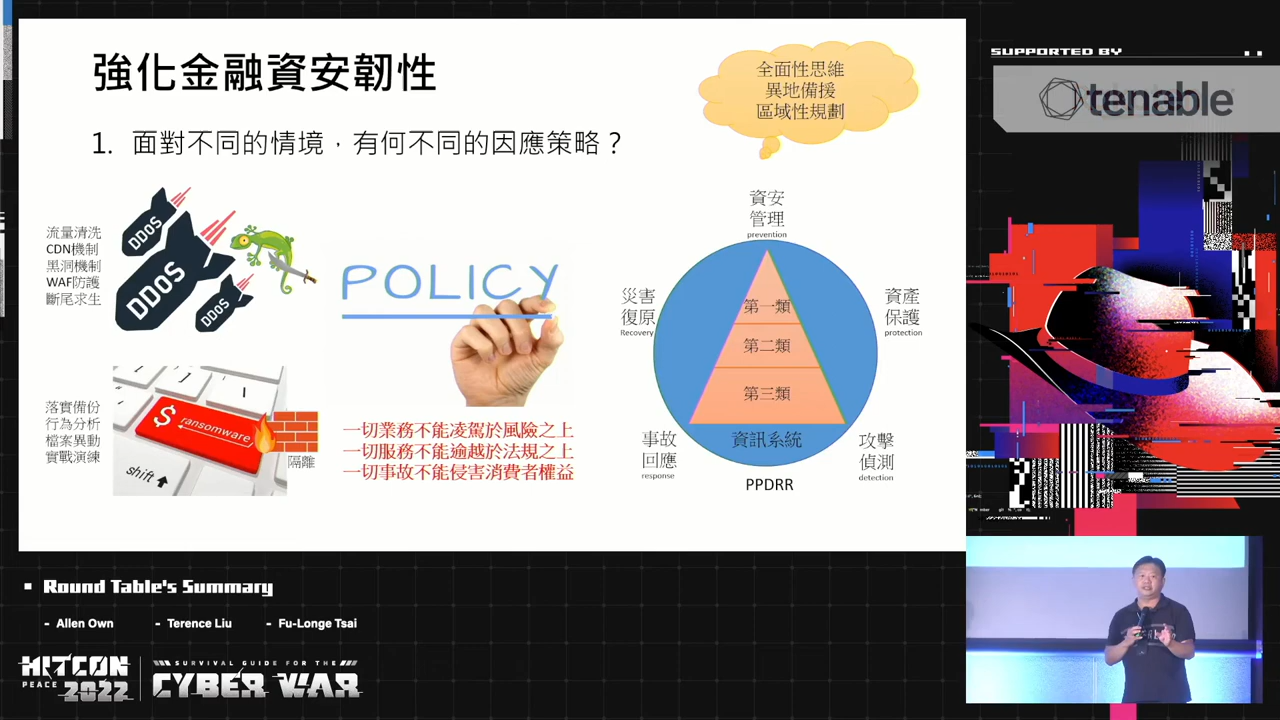 強化金融資安韌性
1. 面對不同的情境，有何不同的因應策略？
全面性思維
異地備援
區域性規劃
流量清洗
CDN機制
黑洞機制
WAF防護
斷尾求生
DDOS
DDOS
DDOS
POLICY
落實備份
行為分析
檔案異動
實戰演練
$
ransomware
shift
隔離
一切業務不能凌駕於風險之上
一切服務不能逾越於法規之上
一切事故不能侵害消費者權益
資安
管理
prevention
災害
復原
Recovery
資產
保護
protection
第一類
第二類
第三類
資訊系統
事故
回應
response
攻擊
偵測
detection
PPDRR
SUPPORTED BY
tenable
Round Table's Summary
- Allen Own - Terence Liu - Fu-Longe Tsai
HITCON
PEACE 2022
SURVIVAL GUIDE FOR THE
CYBER WAR